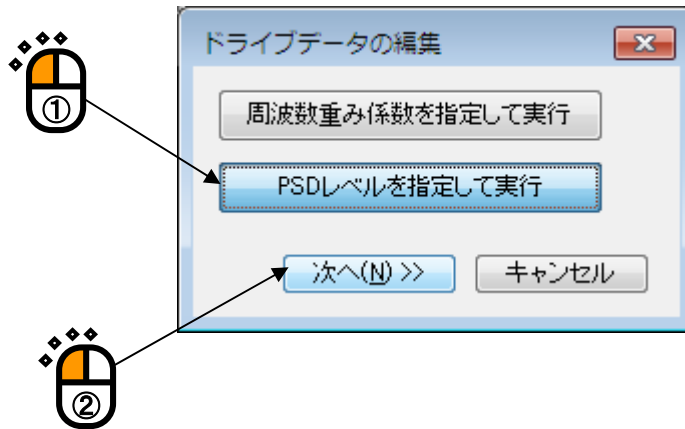 ドライブデータの編集
①
周波数重み係数を指定して実行
PSDレベルを指定して実行
次へ(N) >>
キャンセル
②